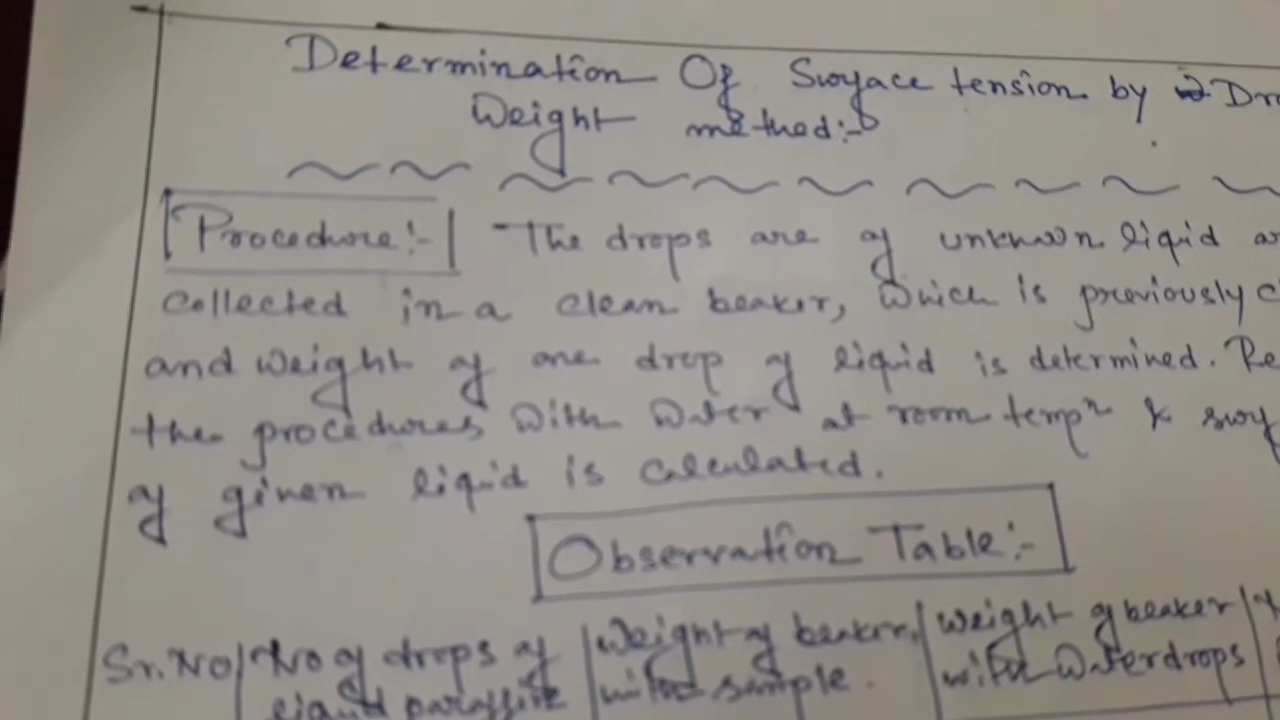 Determination Of Surface tension by Dr
Weight method:-
Procedure:- The drops are of unknown liquid a
collected in a clean beaker, which is previously c
and weight of one drop of liquid is determined. Re
the procedures with water at room tempr & surf
of given liquid is calculated.
Observation Table:-
Sr. No No of drops of Weight of beaker, weight of beaker
liquid paraffin with sample. with waterdrops